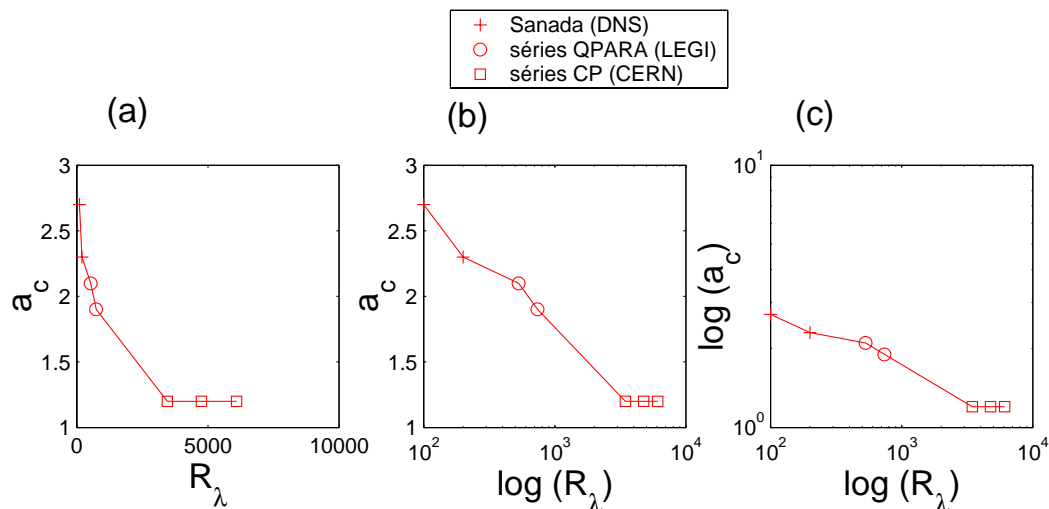 Sanada (DNS)
séries QPARA (LEGI)
séries CP (CERN)
(a)
(b)
(c)
3
2.5
2
1.5
1
a_c
0
5000
10000
R_λ
3
2.5
2
1.5
1
a_c
10^2
10^3
10^4
log (R_λ)
10^1
10^0
log (a_c)
10^2
10^3
10^4
log (R_λ)